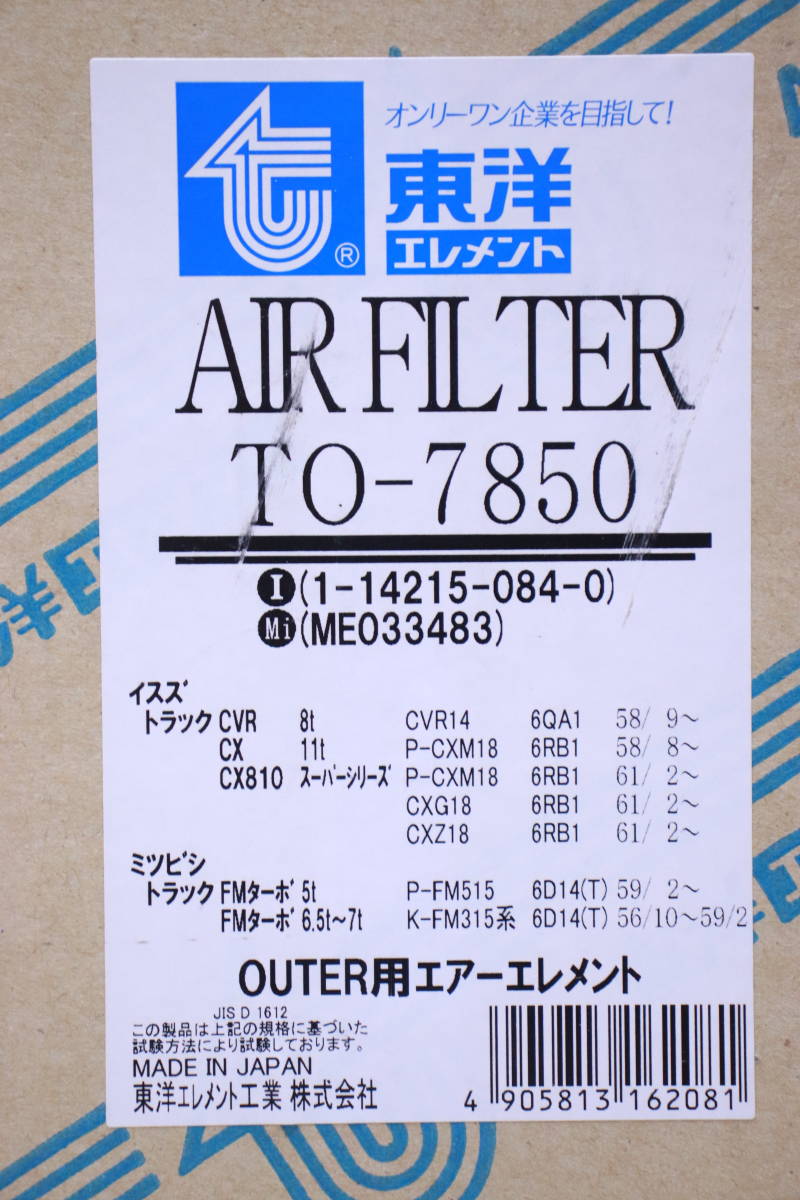 オンリーワン企業を目指して!
東洋
エレメント
®
AIR FILTER
TO-7850
I (1-14215-084-0)
Mi (ME033483)
イスズ
トラック CVR 8t CVR14 6QA1 58/ 9~
CX 11t P-CXM18 6RB1 58/ 8~
CX810 スーパーシリーズ P-CXM18 6RB1 61/ 2~
CXG18 6RB1 61/ 2~
CXZ18 6RB1 61/ 2~
ミツビシ
トラック FMターボ 5t P-FM515 6D14(T) 59/ 2~
FMターボ 6.5t~7t K-FM315系 6D14(T) 56/10~59/2
OUTER用エアーエレメント
JIS D 1612
この製品は上記の規格に基づいた
試験方法により試験しております。
MADE IN JAPAN
東洋エレメント工業 株式会社
4 905813 162081